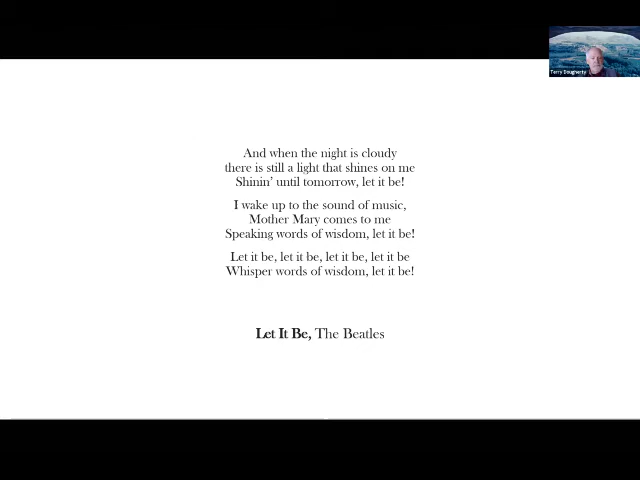 Terry Dougherty
And when the night is cloudy
there is still a light that shines on me
Shinin’ until tomorrow, let it be!
I wake up to the sound of music,
Mother Mary comes to me
Speaking words of wisdom, let it be!
Let it be, let it be, let it be, let it be
Whisper words of wisdom, let it be!
Let It Be, The Beatles